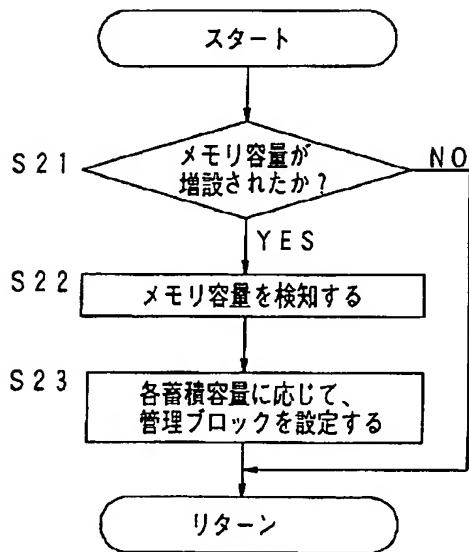 スタート
S21
メモリ容量が
増設されたか?
NO
YES
S22
メモリ容量を検知する
S23
各蓄積容量に応じて、
管理ブロックを設定する
リターン